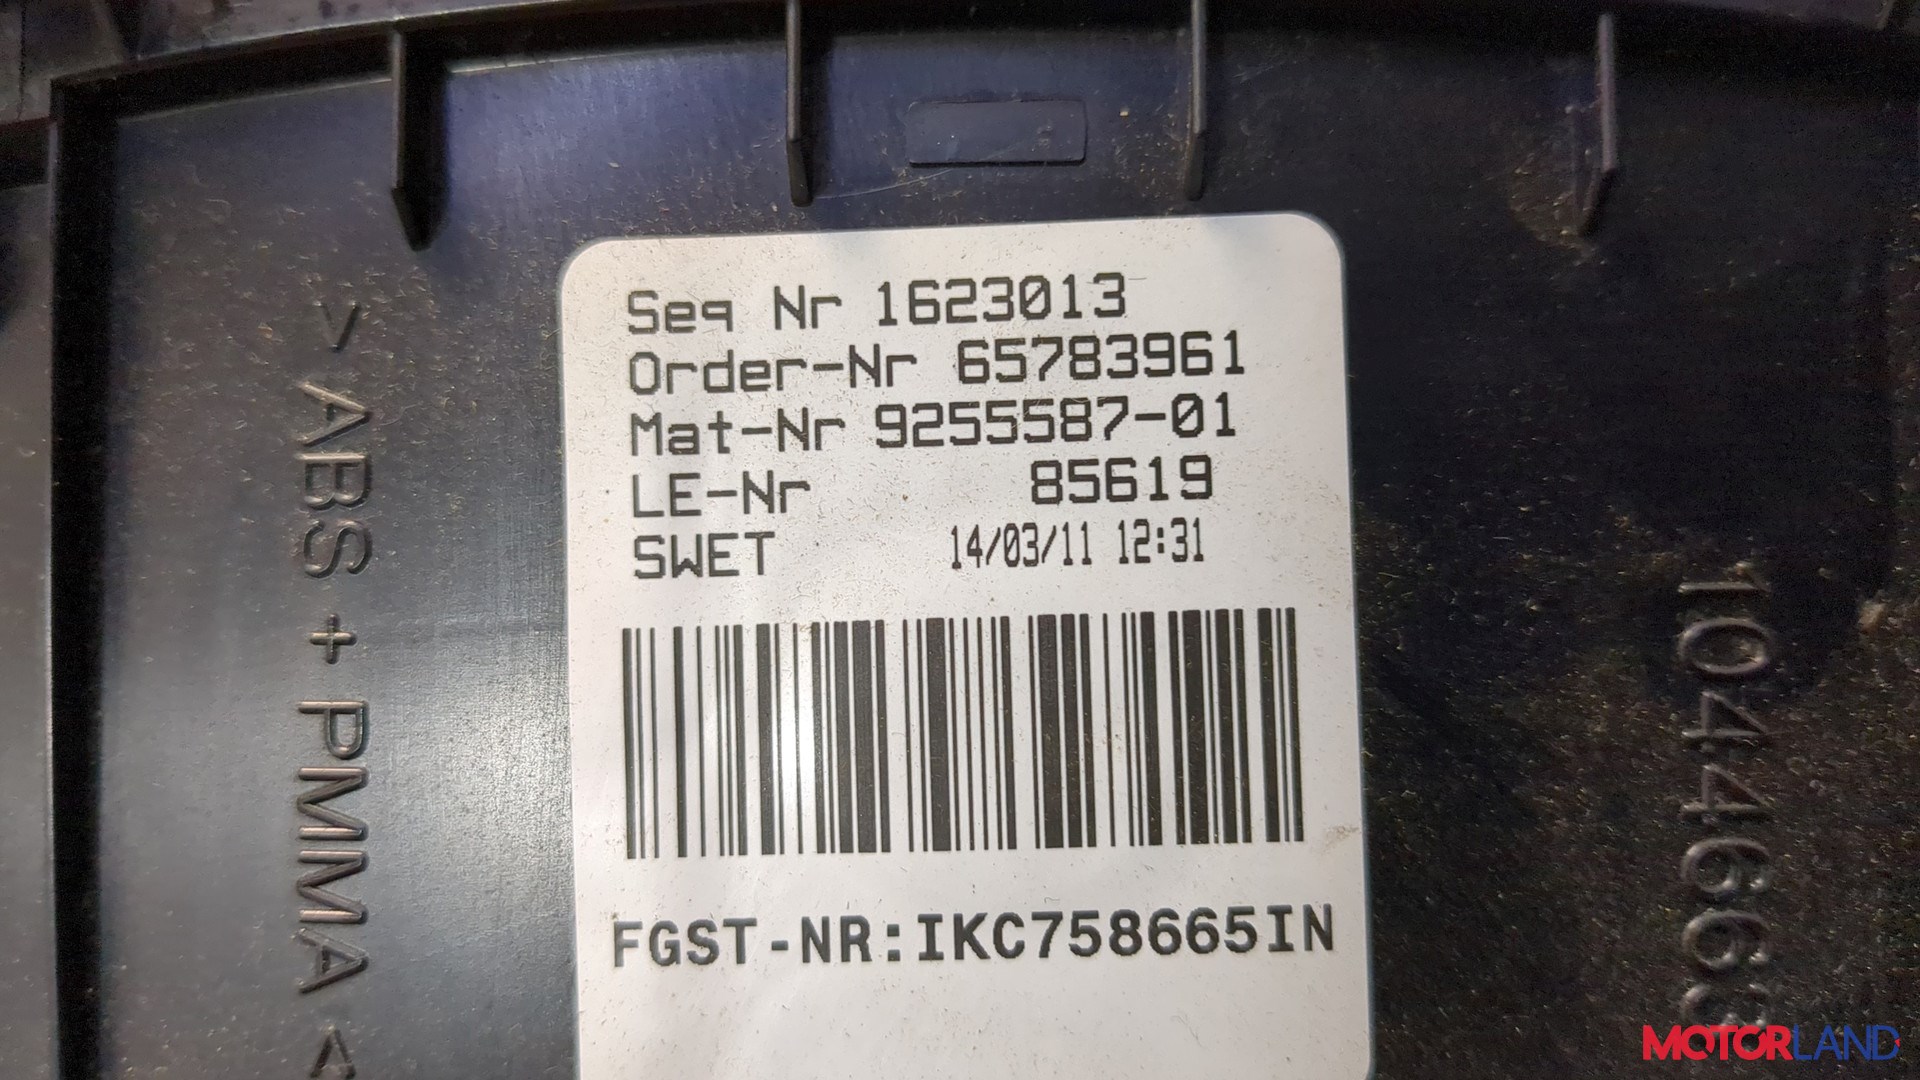 Seq Nr 1623013
Order-Nr 65783961
Mat-Nr 9255587-01
LE-Nr 85619
SWET 14/03/11 12:31
FGST-NR:IKC758665IN
>ABS + PMMA<
1044663
MOTORLAND